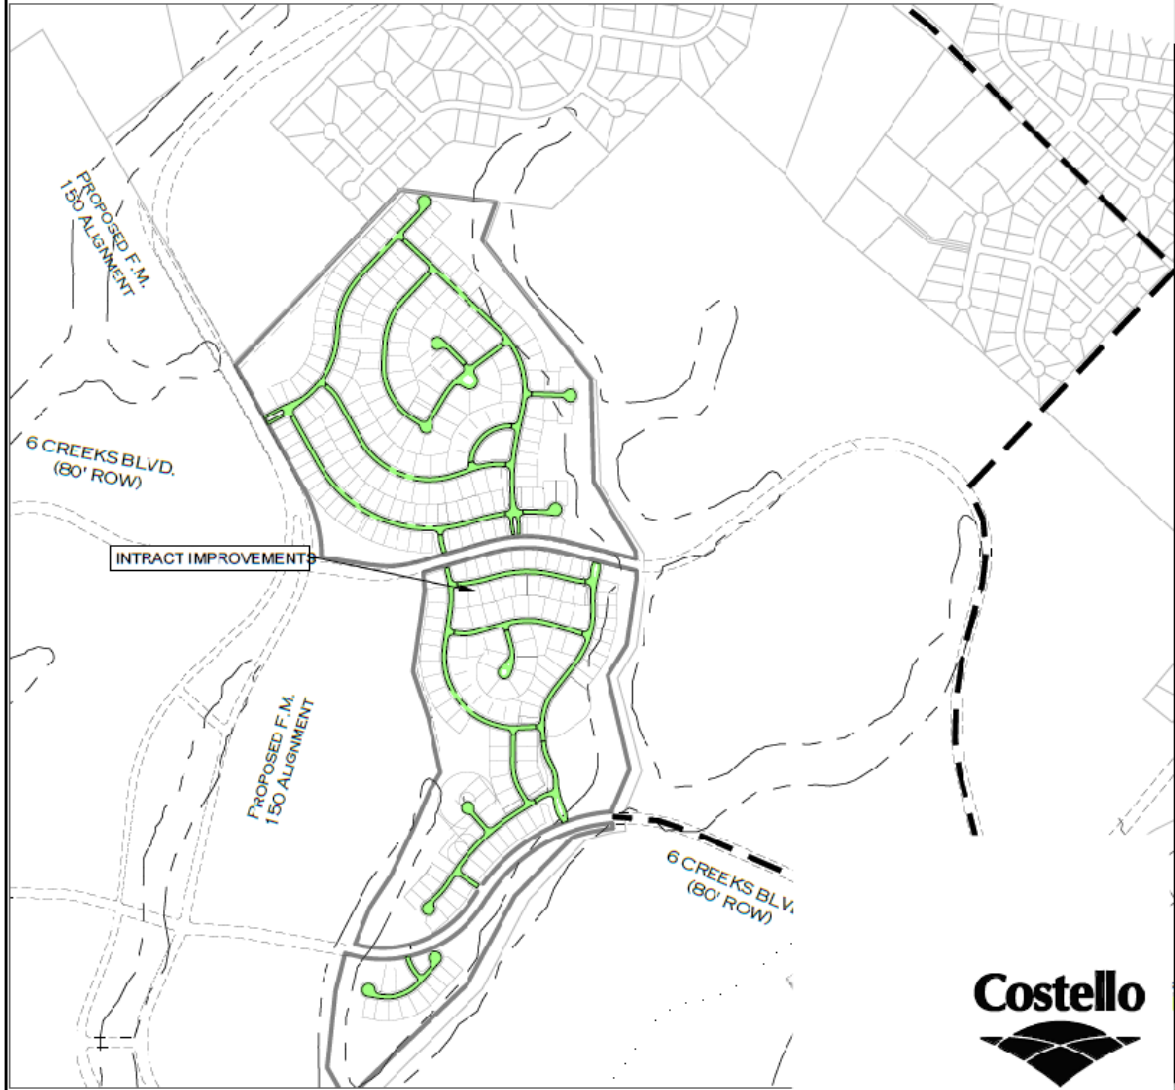 PROPOSED F.M.
150 ALIGNMENT
6 CREEKS BLVD.
(80' ROW)
INTRACT IMPROVEMENTS
PROPOSED F.M.
150 ALIGNMENT
6 CREEKS BLV
(80' ROW)
Costello